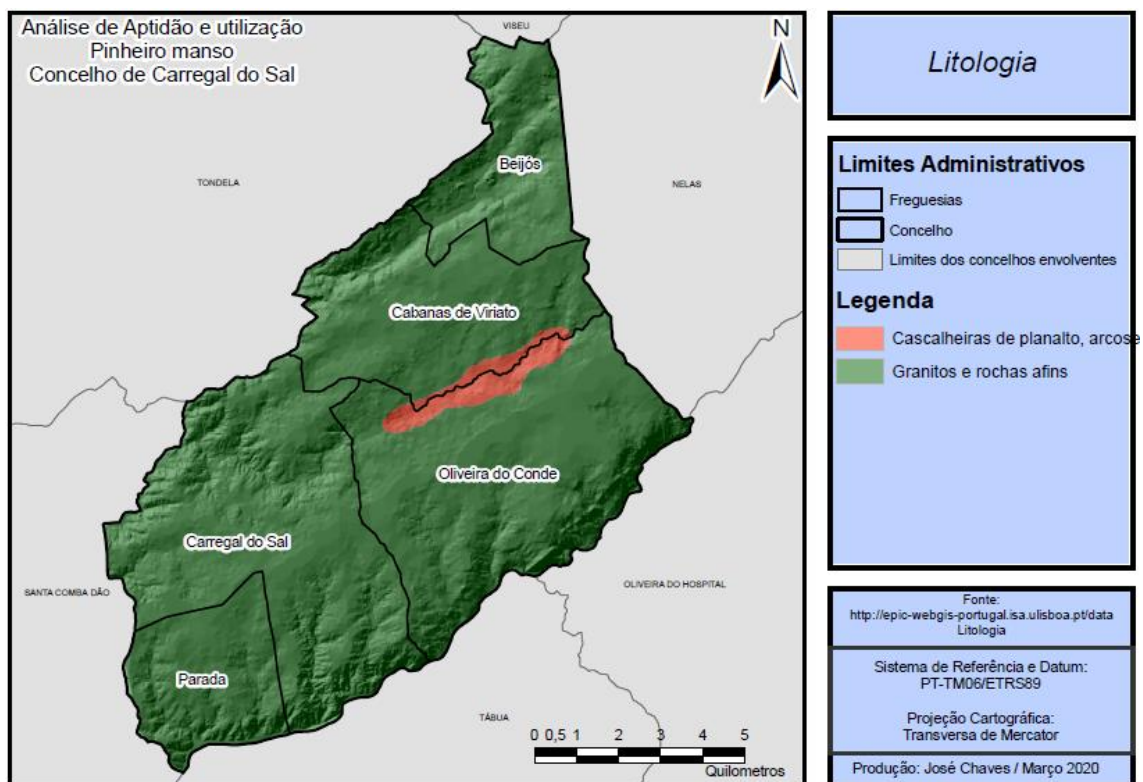 Análise de Aptidão e utilização
Pinheiro manso
Concelho de Carregal do Sal
VISEU
N
Beijós
TONDELA
NELAS
Cabanas de Viriato
Oliveira do Conde
Carregal do Sal
SANTA COMBA DÃO
OLIVEIRA DO HOSPITAL
Parada
TÁBUA
0 0,5 1 2 3 4 5
Quilometros
Litologia
Limites Administrativos
Freguesias
Concelho
Limites dos concelhos envolventes
Legenda
Cascalheiras de planalto, arcose
Granitos e rochas afins
Fonte:
http://epic-webgis-portugal.isa.ulisboa.pt/data
Litologia
Sistema de Referência e Datum:
PT-TM06/ETRS89
Projeção Cartográfica:
Transversa de Mercator
Produção: José Chaves / Março 2020